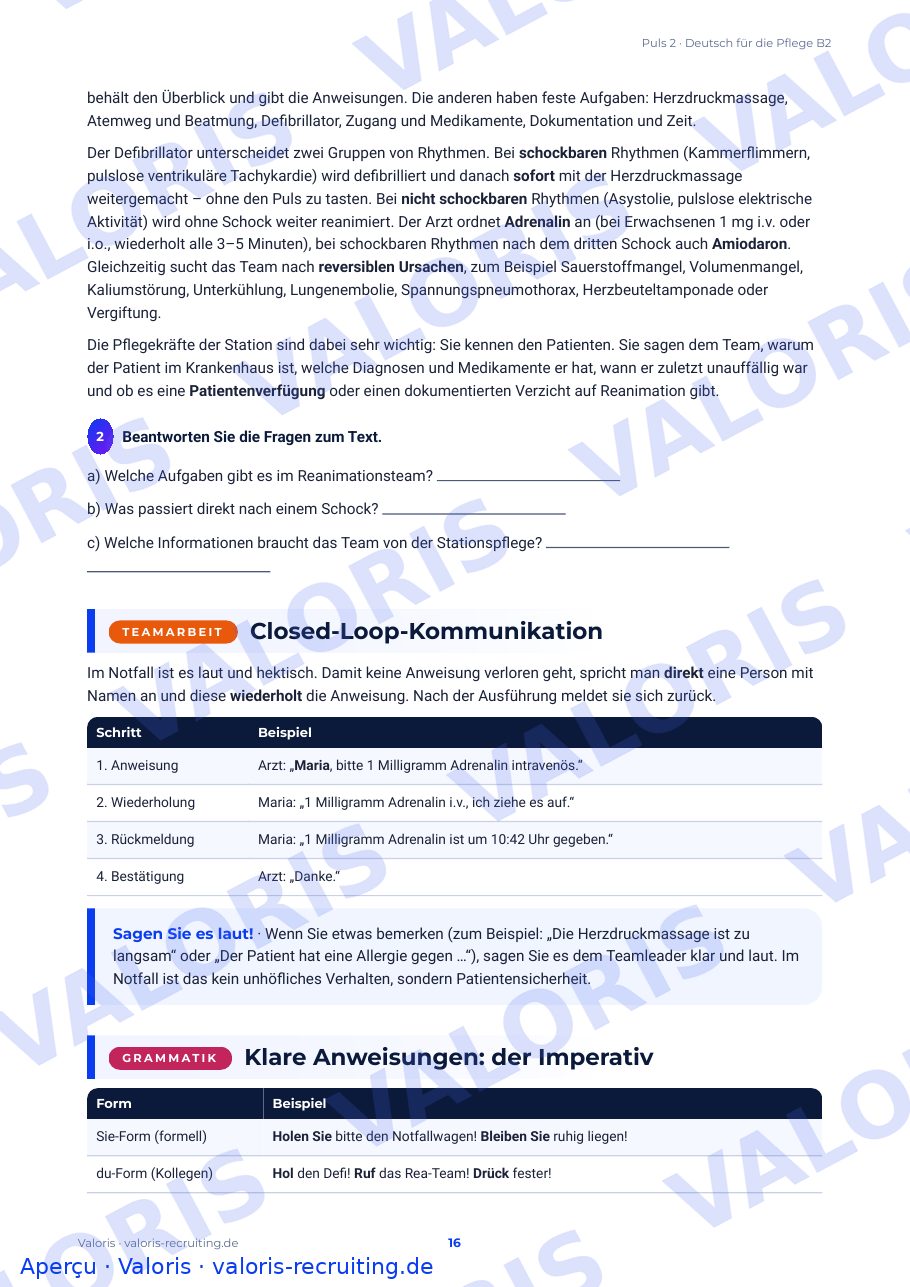 Puls 2 · Deutsch für die Pflege B2
behält den Überblick und gibt die Anweisungen. Die anderen haben feste Aufgaben: Herzdruckmassage,
Atemweg und Beatmung, Defibrillator, Zugang und Medikamente, Dokumentation und Zeit.
Der Defibrillator unterscheidet zwei Gruppen von Rhythmen. Bei schockbaren Rhythmen (Kammerflimmern,
pulslose ventrikuläre Tachykardie) wird defibrilliert und danach sofort mit der Herzdruckmassage
weitergemacht – ohne den Puls zu tasten. Bei nicht schockbaren Rhythmen (Asystolie, pulslose elektrische
Aktivität) wird ohne Schock weiter reanimiert. Der Arzt ordnet Adrenalin an (bei Erwachsenen 1 mg i.v. oder
i.o., wiederholt alle 3–5 Minuten), bei schockbaren Rhythmen nach dem dritten Schock auch Amiodaron.
Gleichzeitig sucht das Team nach reversiblen Ursachen, zum Beispiel Sauerstoffmangel, Volumenmangel,
Kaliumstörung, Unterkühlung, Lungenembolie, Spannungspneumothorax, Herzbeuteltamponade oder
Vergiftung.
Die Pflegekräfte der Station sind dabei sehr wichtig: Sie kennen den Patienten. Sie sagen dem Team, warum
der Patient im Krankenhaus ist, welche Diagnosen und Medikamente er hat, wann er zuletzt unauffällig war
und ob es eine Patientenverfügung oder einen dokumentierten Verzicht auf Reanimation gibt.
2 Beantworten Sie die Fragen zum Text.
a) Welche Aufgaben gibt es im Reanimationsteam?
b) Was passiert direkt nach einem Schock?
c) Welche Informationen braucht das Team von der Stationspflege?
TEAMARBEIT Closed-Loop-Kommunikation
Im Notfall ist es laut und hektisch. Damit keine Anweisung verloren geht, spricht man direkt eine Person mit
Namen an und diese wiederholt die Anweisung. Nach der Ausführung meldet sie sich zurück.
Schritt Beispiel
1. Anweisung Arzt: „Maria, bitte 1 Milligramm Adrenalin intravenös.“
2. Wiederholung Maria: „1 Milligramm Adrenalin i.v., ich ziehe es auf.“
3. Rückmeldung Maria: „1 Milligramm Adrenalin ist um 10:42 Uhr gegeben.“
4. Bestätigung Arzt: „Danke.“
Sagen Sie es laut! · Wenn Sie etwas bemerken (zum Beispiel: „Die Herzdruckmassage ist zu
langsam“ oder „Der Patient hat eine Allergie gegen …“), sagen Sie es dem Teamleader klar und laut. Im
Notfall ist das kein unhöfliches Verhalten, sondern Patientensicherheit.
GRAMMATIK Klare Anweisungen: der Imperativ
Form Beispiel
Sie-Form (formell) Holen Sie bitte den Notfallwagen! Bleiben Sie ruhig liegen!
du-Form (Kollegen) Hol den Defi! Ruf das Rea-Team! Drück fester!
Valoris · valoris-recruiting.de 16
Aperçu · Valoris · valoris-recruiting.de
VALORIS